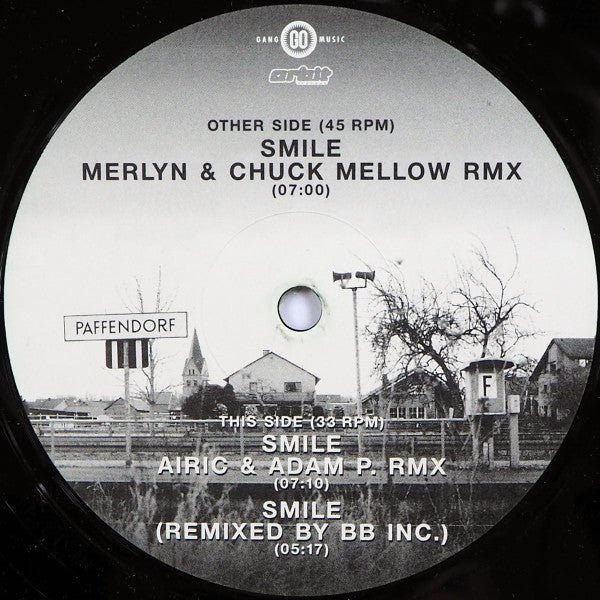 GANG GO MUSIC
orbit
OTHER SIDE (45 RPM)
SMILE
MERLYN & CHUCK MELLOW RMX
(07:00)
PAFFENDORF
F
THIS SIDE (33 RPM)
SMILE
AIRIC & ADAM P. RMX
(07:10)
SMILE
(REMIXED BY BB INC.)
(05:17)